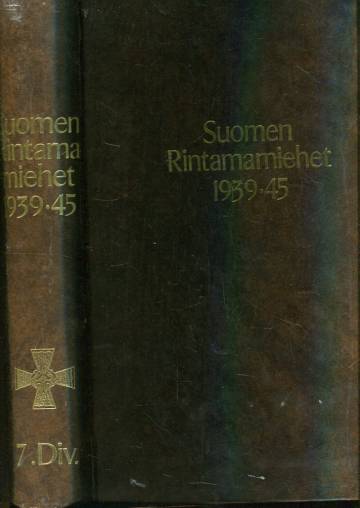 Suomen
Rintama
miehet
1939·45
7.Div.
Suomen
Rintamamiehet
1939·45